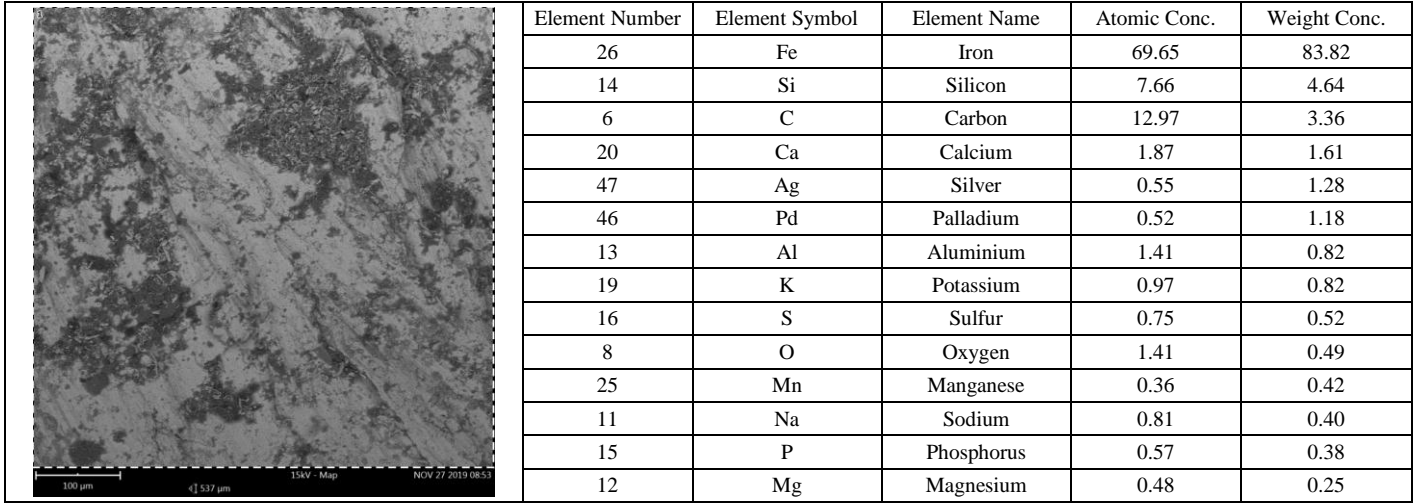 Element Number Element Symbol Element Name Atomic Conc. Weight Conc.
26 Fe Iron 69.65 83.82
14 Si Silicon 7.66 4.64
6 C Carbon 12.97 3.36
20 Ca Calcium 1.87 1.61
47 Ag Silver 0.55 1.28
46 Pd Palladium 0.52 1.18
13 Al Aluminium 1.41 0.82
19 K Potassium 0.97 0.82
16 S Sulfur 0.75 0.52
8 O Oxygen 1.41 0.49
25 Mn Manganese 0.36 0.42
11 Na Sodium 0.81 0.40
15 P Phosphorus 0.57 0.38
12 Mg Magnesium 0.48 0.25
15kV - Map NOV 27 2019 08:53
100 µm 537 µm